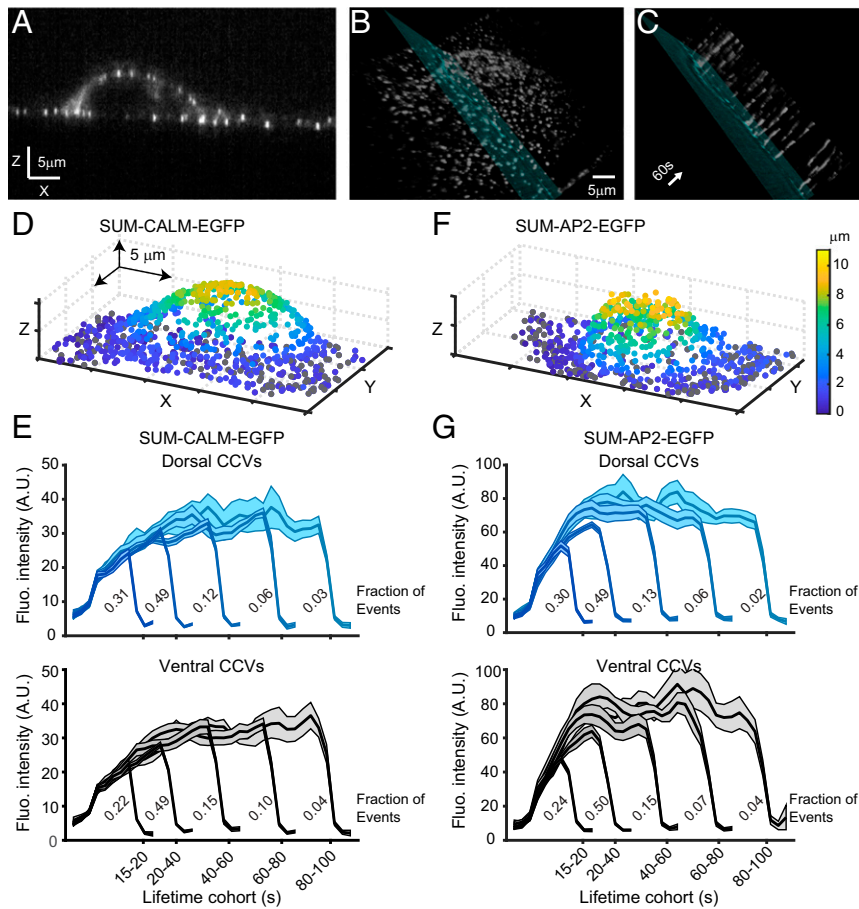 A
B
C
Z
5μm
X
5μm
60s
D
SUM-CALM-EGFP
5 μm
Z
X
Y
F
SUM-AP2-EGFP
Z
X
Y
μm
10
8
6
4
2
0
E
SUM-CALM-EGFP
Dorsal CCVs
Fluo. intensity (A.U.)
50
40
30
20
10
0
0.31
0.49
0.12
0.06
0.03
Fraction of
Events
Ventral CCVs
Fluo. intensity (A.U.)
50
40
30
20
10
0
0.22
0.49
0.15
0.10
0.04
Fraction of
Events
15-20
20-40
40-60
60-80
80-100
Lifetime cohort (s)
G
SUM-AP2-EGFP
Dorsal CCVs
Fluo. intensity (A.U.)
100
80
60
40
20
0
0.30
0.49
0.13
0.06
0.02
Fraction of
Events
Ventral CCVs
Fluo. intensity (A.U.)
100
80
60
40
20
0
0.24
0.50
0.15
0.07
0.04
Fraction of
Events
15-20
20-40
40-60
60-80
80-100
Lifetime cohort (s)